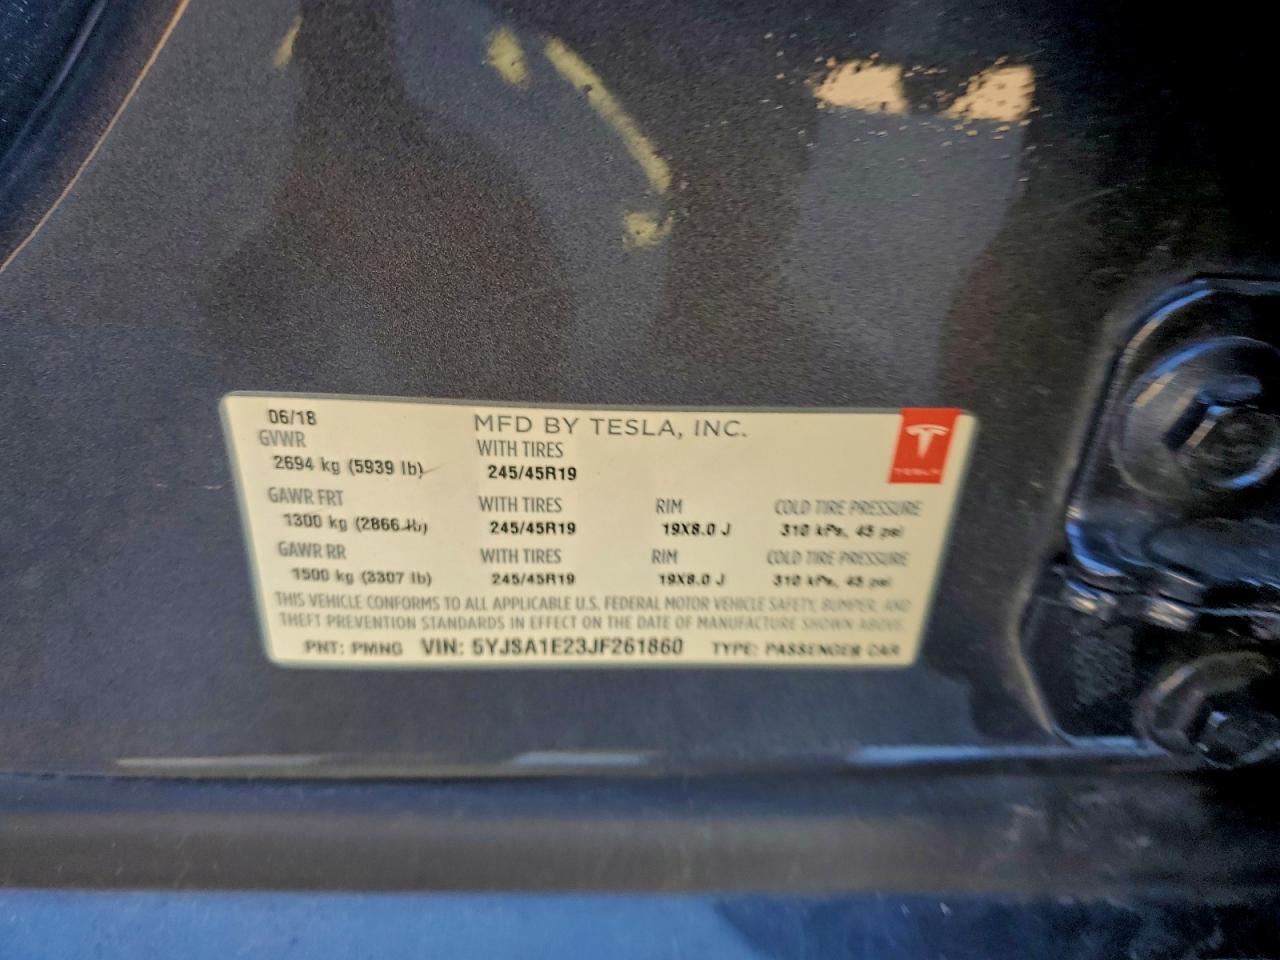 06/18 MFD BY TESLA, INC.
GVWR WITH TIRES
2694 kg (5939 lb) 245/45R19
TESLA
GAWR FRT WITH TIRES RIM COLD TIRE PRESSURE
1300 kg (2866 lb) 245/45R19 19X8.0 J 310 kPa, 45 psi
GAWR RR WITH TIRES RIM COLD TIRE PRESSURE
1500 kg (3307 lb) 245/45R19 19X8.0 J 310 kPa, 45 psi
THIS VEHICLE CONFORMS TO ALL APPLICABLE U.S. FEDERAL MOTOR VEHICLE SAFETY, BUMPER, AND
THEFT PREVENTION STANDARDS IN EFFECT ON THE DATE OF MANUFACTURE SHOWN ABOVE.
PNT: PMNG VIN: 5YJSA1E23JF261860 TYPE: PASSENGER CAR